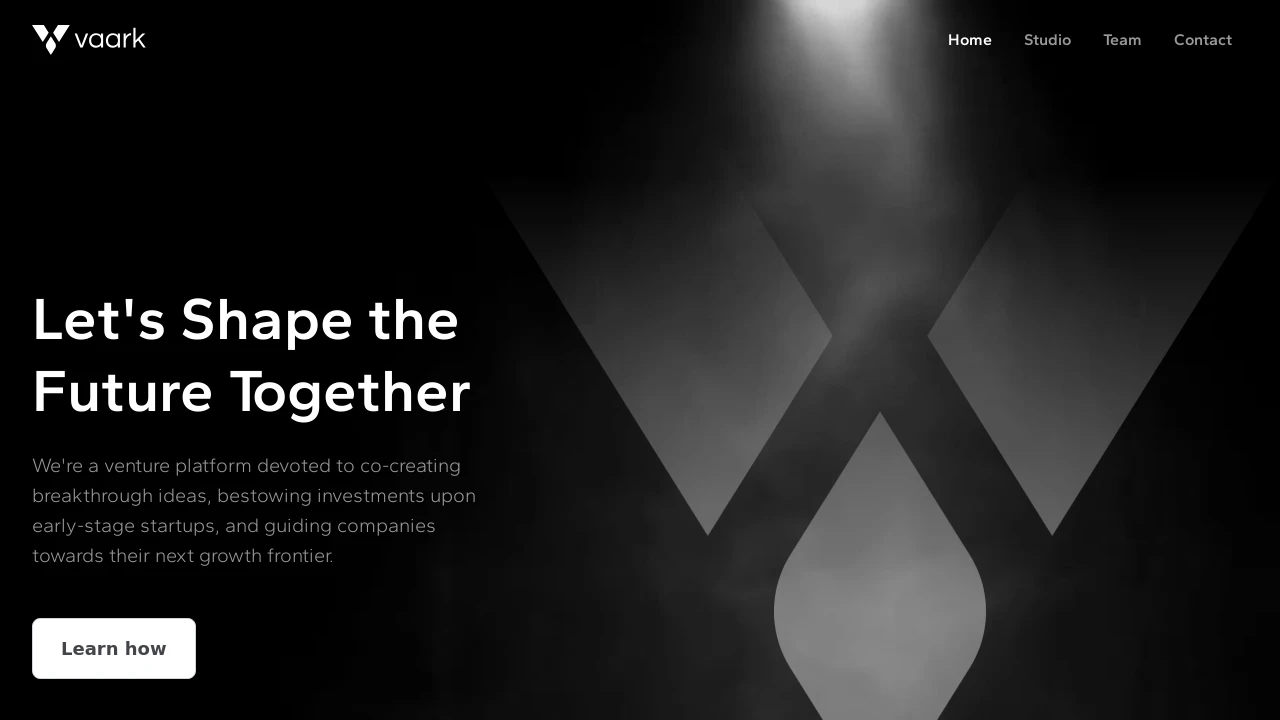 vaark
Home Studio Team Contact
Let's Shape the
Future Together
We're a venture platform devoted to co-creating
breakthrough ideas, bestowing investments upon
early-stage startups, and guiding companies
towards their next growth frontier.
Learn how